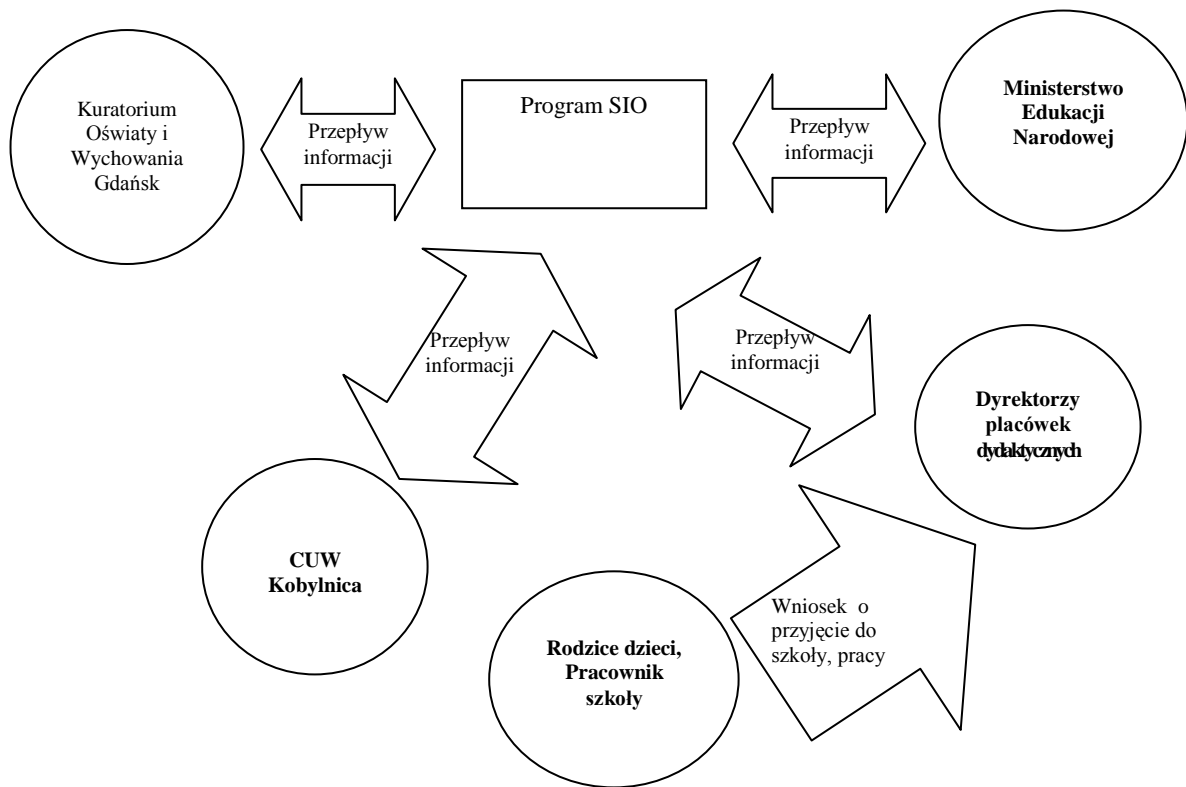 Kuratorium
Oświaty i
Wychowania
Gdańsk
Przepływ
informacji
Program SIO
Przepływ
informacji
Ministerstwo
Edukacji
Narodowej
Przepływ
informacji
Przepływ
informacji
Dyrektorzy
placówek
dydaktycznych
CUW
Kobylnica
Rodzice dzieci,
Pracownik
szkoły
Wniosek o
przyjęcie do
szkoły, pracy